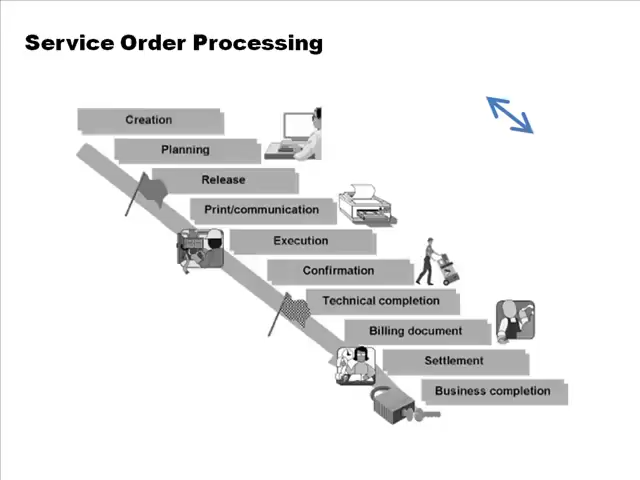 Service Order Processing
Creation
Planning
Release
Print/communication
Execution
Confirmation
Technical completion
Billing document
Settlement
Business completion